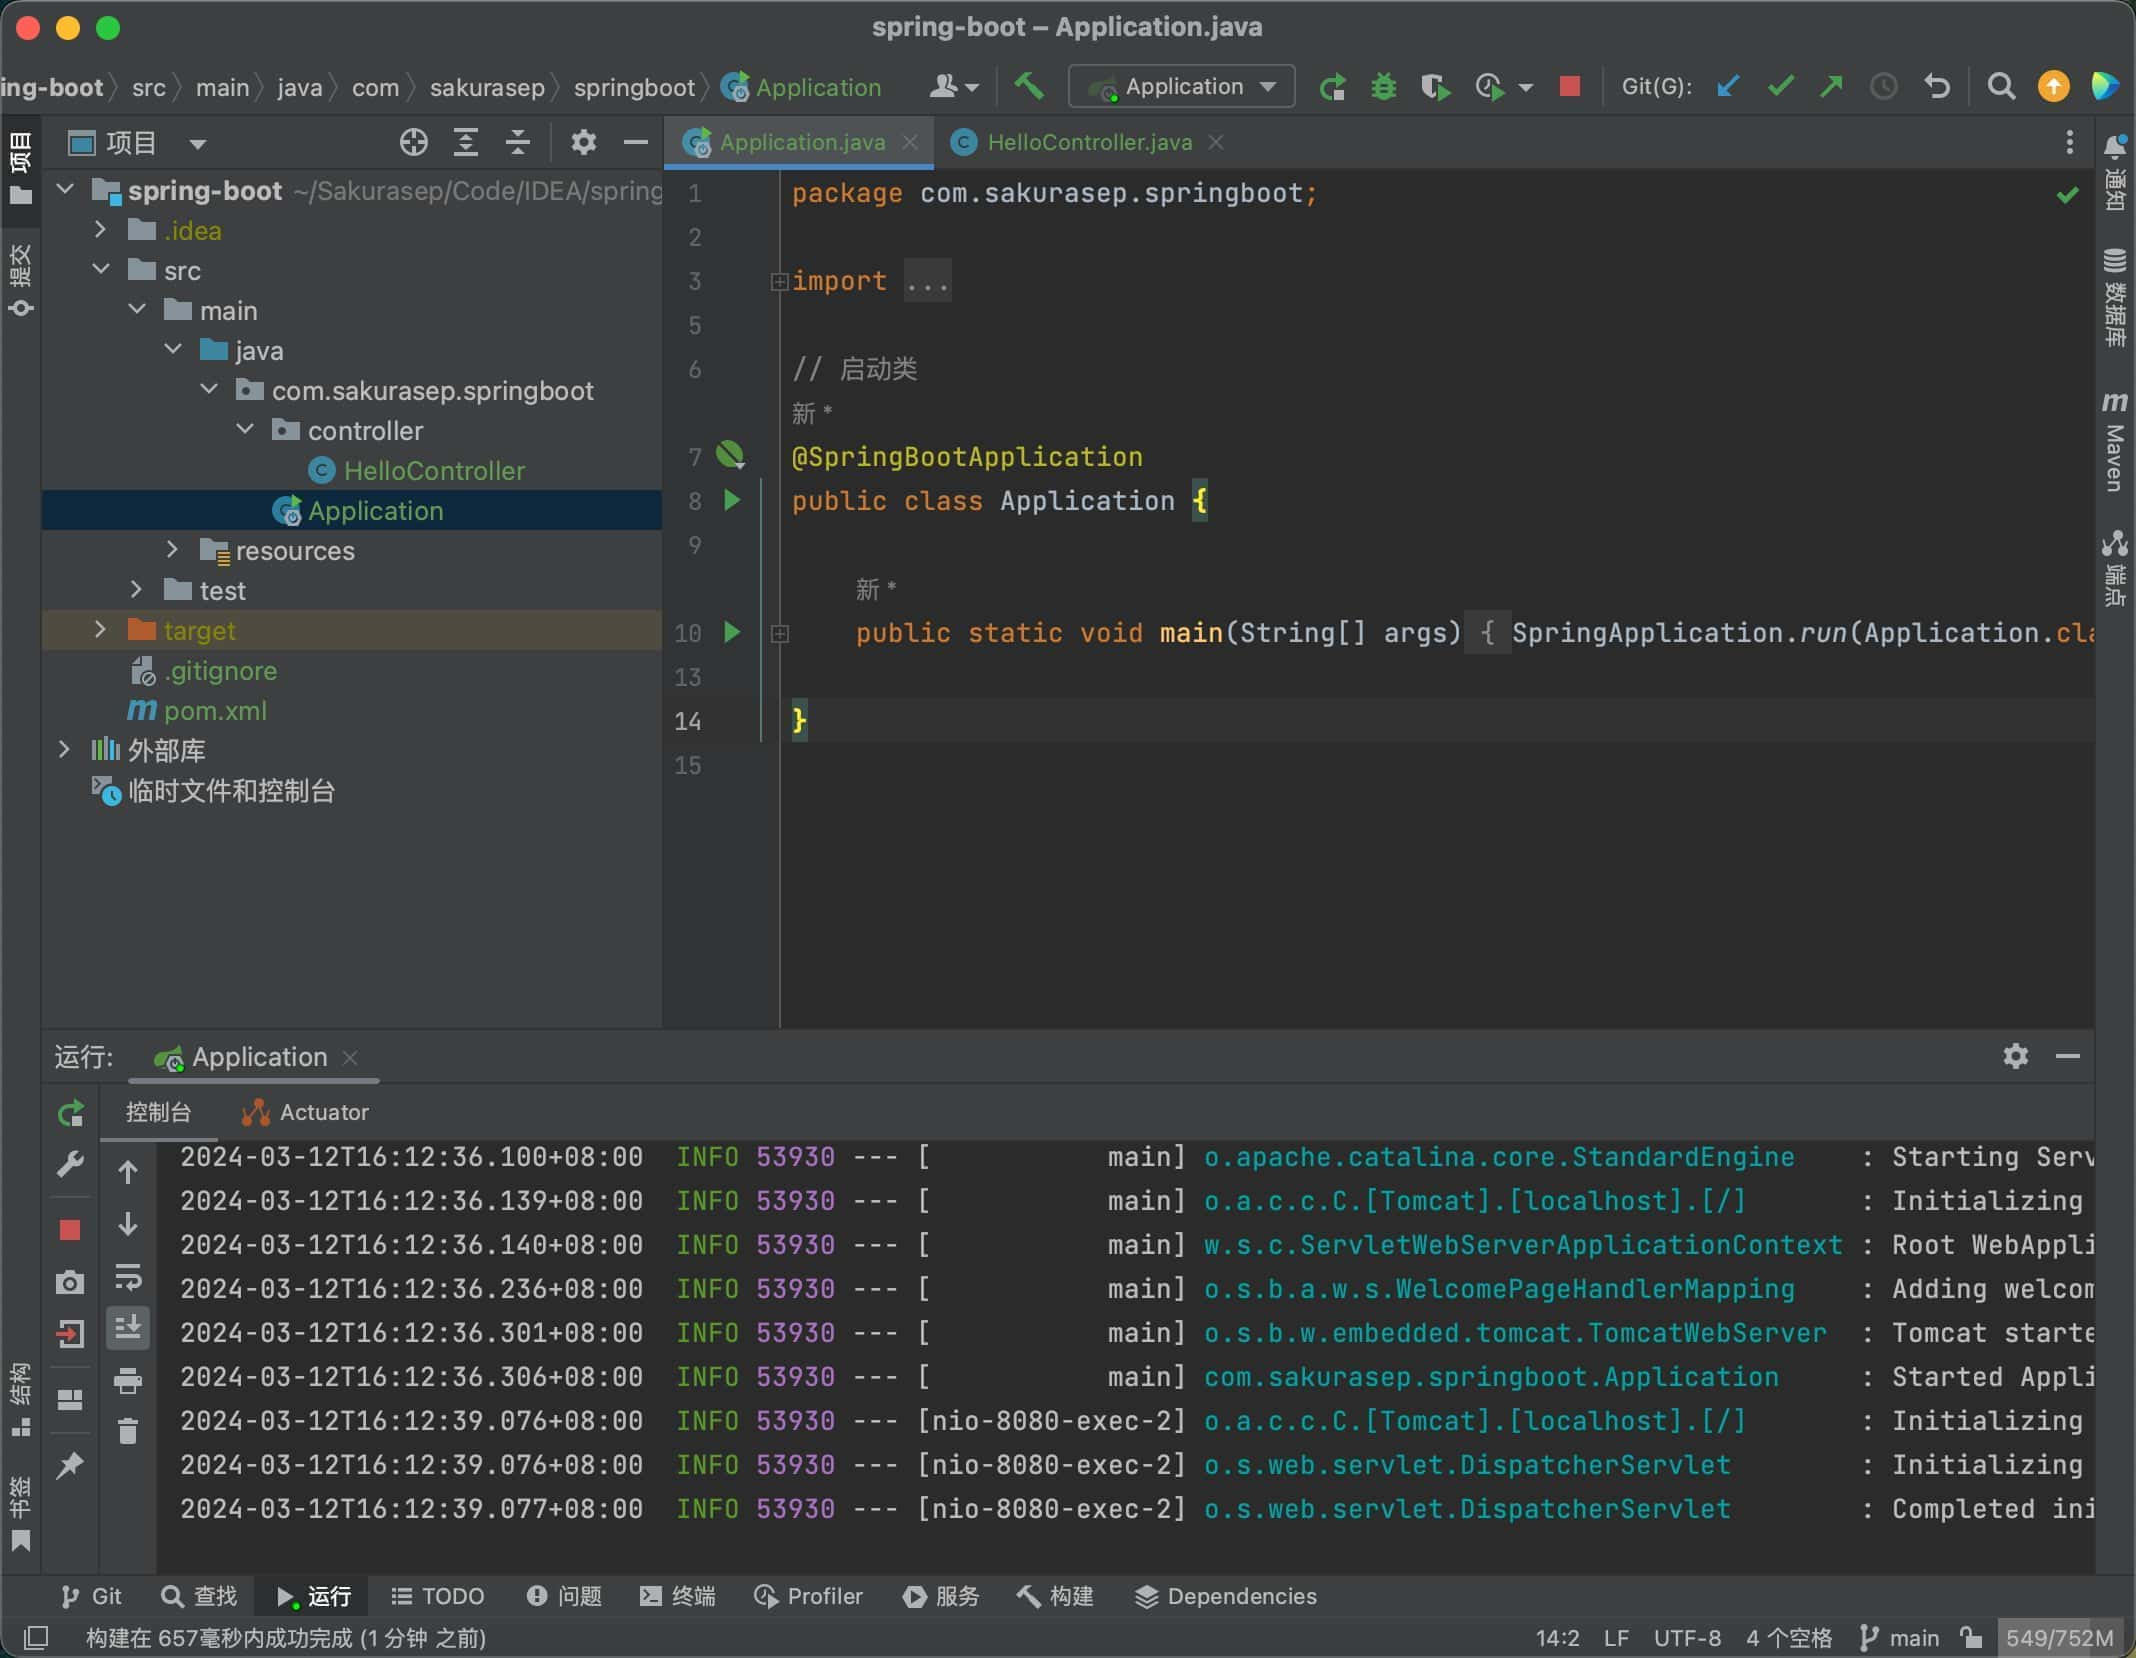 spring-boot – Application.java
ing-boot src main java com sakurasep springboot Application
Application
Git(G):
项目
Application.java
HelloController.java
项目
提交
结构
书签
通知
数据库
Maven
端点
spring-boot ~/Sakurasep/Code/IDEA/spring
.idea
src
main
java
com.sakurasep.springboot
controller
HelloController
Application
resources
test
target
.gitignore
pom.xml
外部库
临时文件和控制台
1 package com.sakurasep.springboot;
2
3 import ...
5
6 // 启动类
新 *
7 @SpringBootApplication
8 public class Application {
9
新 *
10 public static void main(String[] args) { SpringApplication.run(Application.cla
13
14 }
15
运行: Application
控制台 Actuator
2024-03-12T16:12:36.100+08:00 INFO 53930 --- [ main] o.apache.catalina.core.StandardEngine : Starting Serv
2024-03-12T16:12:36.139+08:00 INFO 53930 --- [ main] o.a.c.c.C.[Tomcat].[localhost].[/] : Initializing
2024-03-12T16:12:36.140+08:00 INFO 53930 --- [ main] w.s.c.ServletWebServerApplicationContext : Root WebAppli
2024-03-12T16:12:36.236+08:00 INFO 53930 --- [ main] o.s.b.a.w.s.WelcomePageHandlerMapping : Adding welcom
2024-03-12T16:12:36.301+08:00 INFO 53930 --- [ main] o.s.b.w.embedded.tomcat.TomcatWebServer : Tomcat starte
2024-03-12T16:12:36.306+08:00 INFO 53930 --- [ main] com.sakurasep.springboot.Application : Started Appli
2024-03-12T16:12:39.076+08:00 INFO 53930 --- [nio-8080-exec-2] o.a.c.c.C.[Tomcat].[localhost].[/] : Initializing
2024-03-12T16:12:39.076+08:00 INFO 53930 --- [nio-8080-exec-2] o.s.web.servlet.DispatcherServlet : Initializing
2024-03-12T16:12:39.077+08:00 INFO 53930 --- [nio-8080-exec-2] o.s.web.servlet.DispatcherServlet : Completed ini
Git 查找 运行 TODO 问题 终端 Profiler 服务 构建 Dependencies
构建在 657毫秒内成功完成 (1 分钟 之前) 14:2 LF UTF-8 4 个空格 main 549/752M